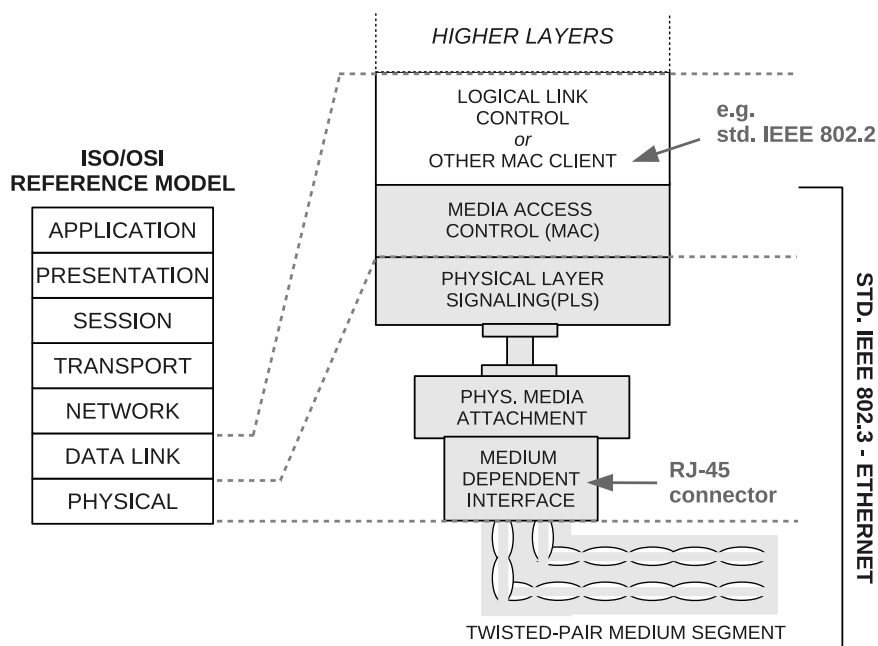 HIGHER LAYERS
LOGICAL LINK
CONTROL
or
OTHER MAC CLIENT
e.g.
std. IEEE 802.2
ISO/OSI
REFERENCE MODEL
APPLICATION
PRESENTATION
SESSION
TRANSPORT
NETWORK
DATA LINK
PHYSICAL
MEDIA ACCESS
CONTROL (MAC)
PHYSICAL LAYER
SIGNALING(PLS)
PHYS. MEDIA
ATTACHMENT
MEDIUM
DEPENDENT
INTERFACE
RJ-45
connector
TWISTED-PAIR MEDIUM SEGMENT
STD. IEEE 802.3 - ETHERNET